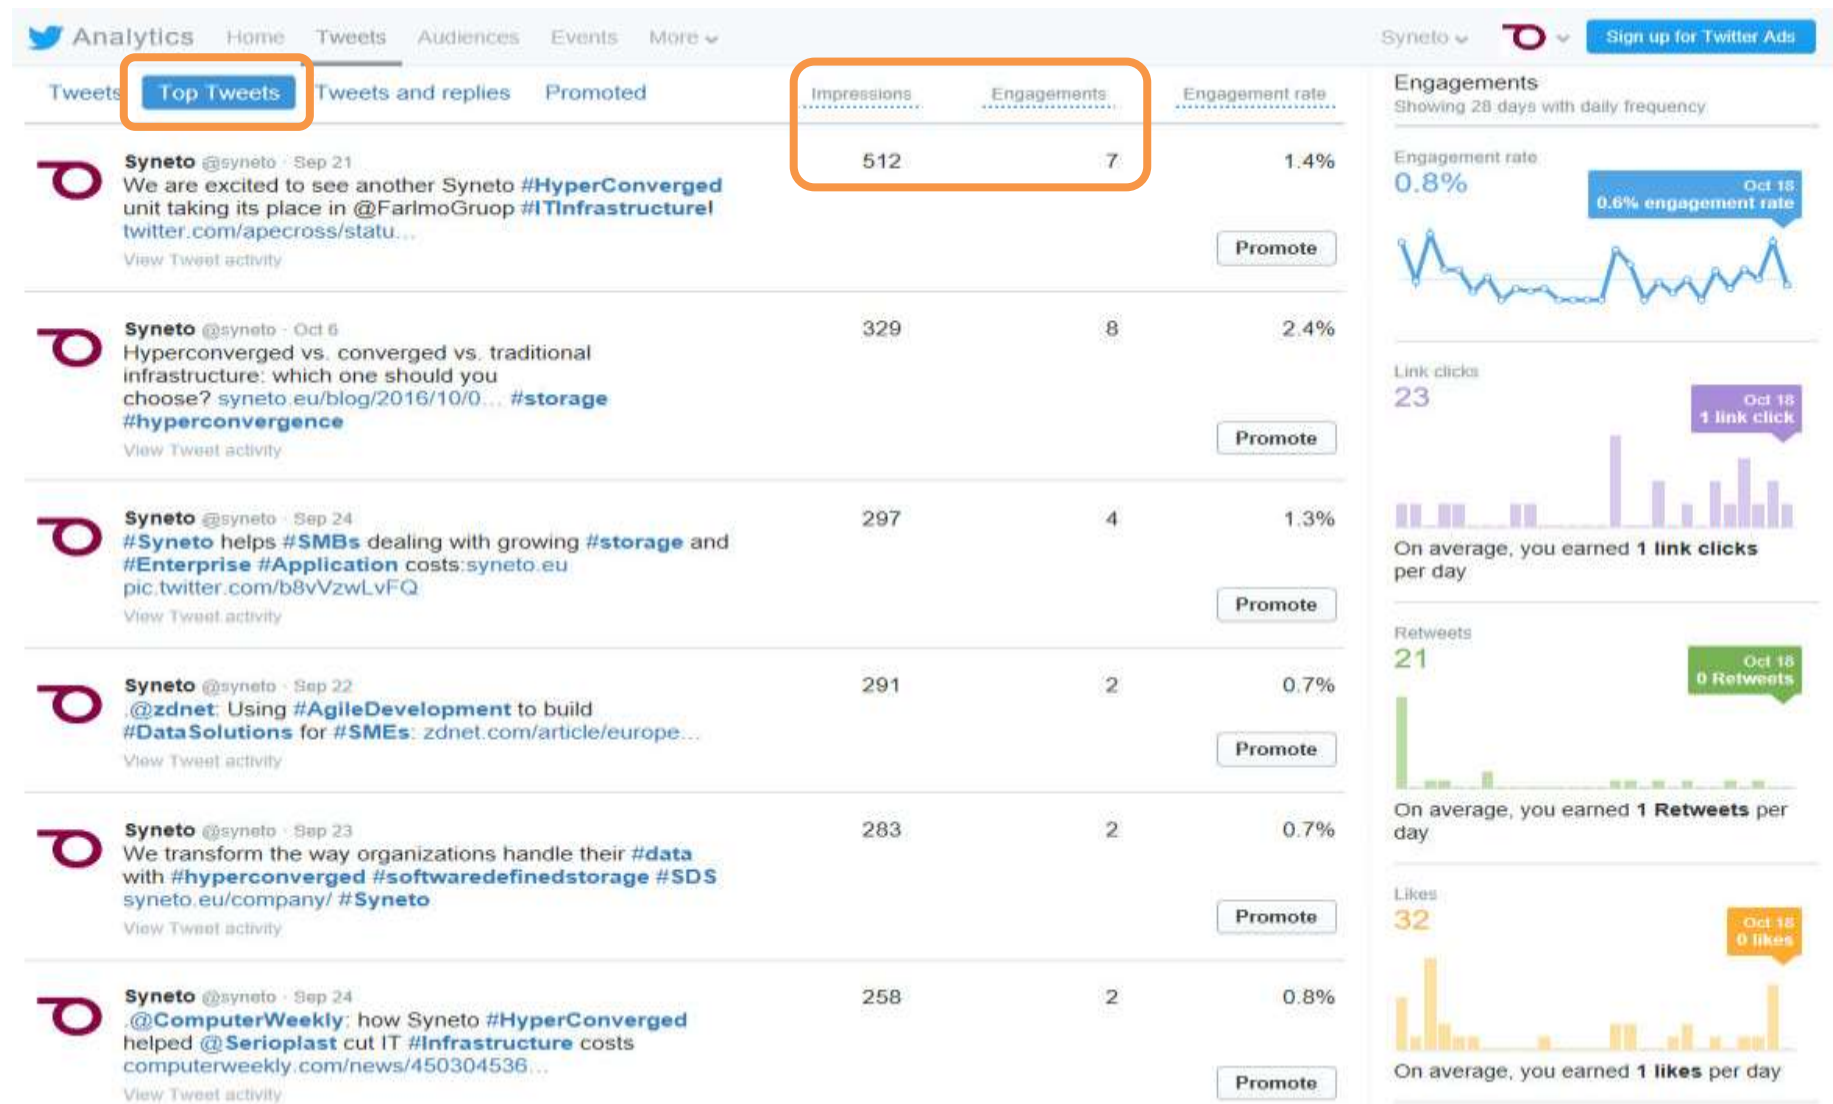 Analytics Home Tweets Audiences Events More
Syneto
Sign up for Twitter Ads
Tweets Top Tweets Tweets and replies Promoted
Impressions Engagements Engagement rate
Syneto @syneto · Sep 21
We are excited to see another Syneto #HyperConverged
unit taking its place in @FarImoGruop #ITInfrastructure!
twitter.com/apecross/statu...
View Tweet activity
512 7 1.4%
Promote
Syneto @syneto · Oct 6
Hyperconverged vs. converged vs. traditional
infrastructure: which one should you
choose? syneto.eu/blog/2016/10/0... #storage
#hyperconvergence
View Tweet activity
329 8 2.4%
Promote
Syneto @syneto · Sep 24
#Syneto helps #SMBs dealing with growing #storage and
#Enterprise #Application costs:syneto.eu
pic.twitter.com/b8vVzwLvFQ
View Tweet activity
297 4 1.3%
Promote
Syneto @syneto · Sep 22
.@zdnet: Using #AgileDevelopment to build
#DataSolutions for #SMEs: zdnet.com/article/europe...
View Tweet activity
291 2 0.7%
Promote
Syneto @syneto · Sep 23
We transform the way organizations handle their #data
with #hyperconverged #softwaredefinedstorage #SDS
syneto.eu/company/ #Syneto
View Tweet activity
283 2 0.7%
Promote
Syneto @syneto · Sep 24
.@ComputerWeekly: how Syneto #HyperConverged
helped @Serioplast cut IT #Infrastructure costs
computerweekly.com/news/450304536...
View Tweet activity
258 2 0.8%
Promote
Engagements
Showing 28 days with daily frequency
Engagement rate
0.8%
Oct 18
0.6% engagement rate
Link clicks
23
Oct 18
1 link click
On average, you earned 1 link clicks
per day
Retweets
21
Oct 18
0 Retweets
On average, you earned 1 Retweets per
day
Likes
32
Oct 18
0 likes
On average, you earned 1 likes per day